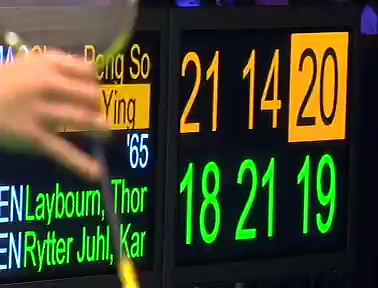 Peng So 21 14 20
Ying
'65
EN Laybourn, Thor 18 21 19
EN Rytter Juhl, Kar